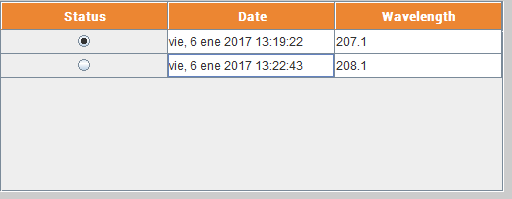 Status Date Wavelength
vie, 6 ene 2017 13:19:22 207.1
vie, 6 ene 2017 13:22:43 208.1